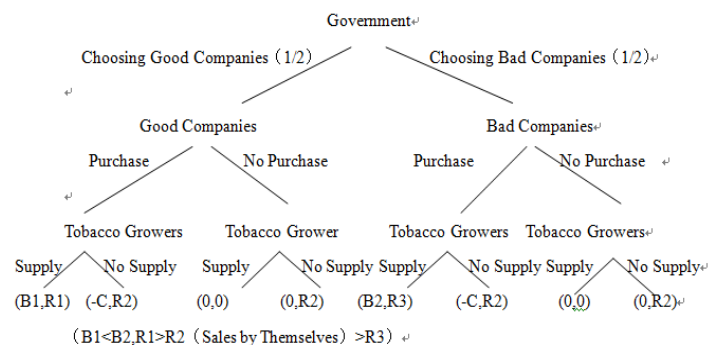 Government
Choosing Good Companies（1/2） Choosing Bad Companies（1/2）
Good Companies Bad Companies
Purchase No Purchase Purchase No Purchase
Tobacco Growers Tobacco Grower Tobacco Growers Tobacco Growers
Supply No Supply Supply No Supply Supply No Supply Supply No Supply
(B1,R1) (-C,R2) (0,0) (0,R2) (B2,R3) (-C,R2) (0,0) (0,R2)
（B1<B2,R1>R2（Sales by Themselves）>R3）